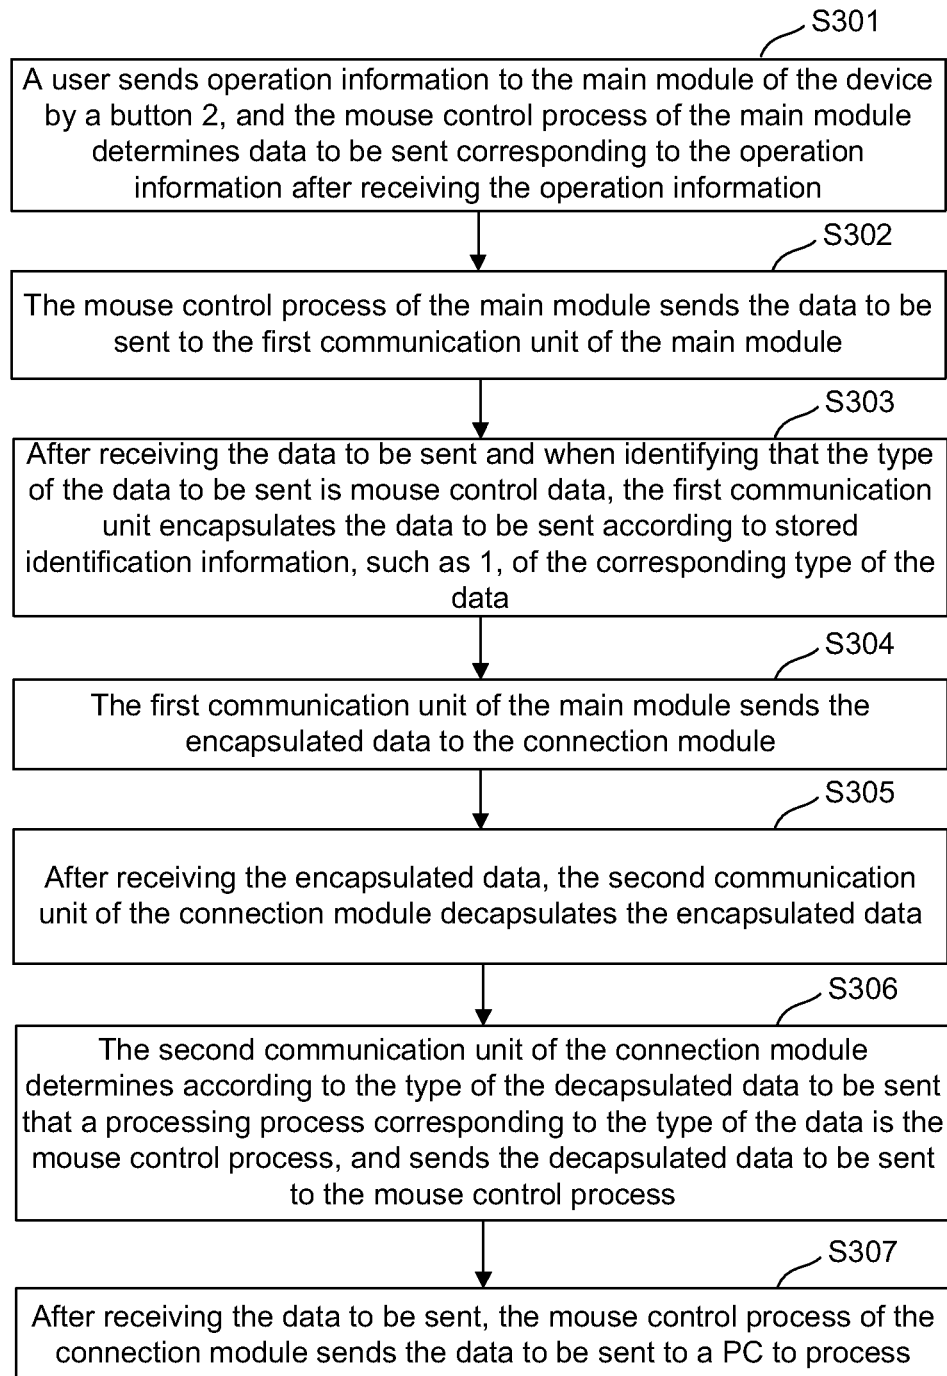 S301
A user sends operation information to the main module of the device
by a button 2, and the mouse control process of the main module
determines data to be sent corresponding to the operation
information after receiving the operation information
S302
The mouse control process of the main module sends the data to be
sent to the first communication unit of the main module
S303
After receiving the data to be sent and when identifying that the type
of the data to be sent is mouse control data, the first communication
unit encapsulates the data to be sent according to stored
identification information, such as 1, of the corresponding type of the
data
S304
The first communication unit of the main module sends the
encapsulated data to the connection module
S305
After receiving the encapsulated data, the second communication
unit of the connection module decapsulates the encapsulated data
S306
The second communication unit of the connection module
determines according to the type of the decapsulated data to be sent
that a processing process corresponding to the type of the data is the
mouse control process, and sends the decapsulated data to be sent
to the mouse control process
S307
After receiving the data to be sent, the mouse control process of the
connection module sends the data to be sent to a PC to process